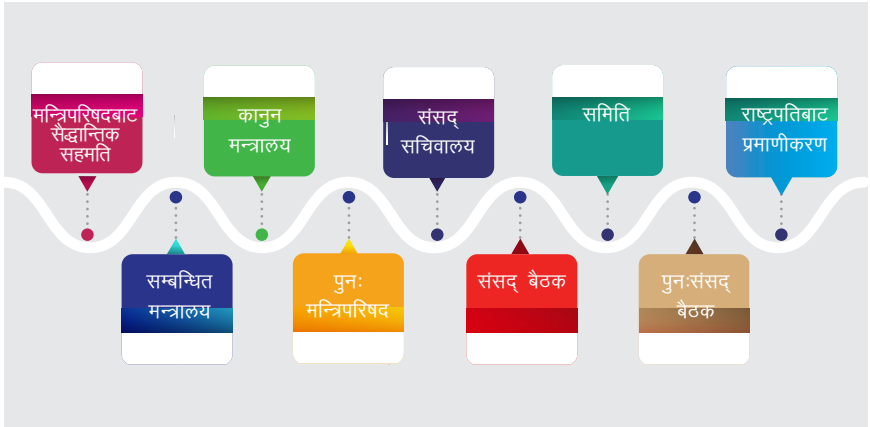 मन्त्रिपरिषदबाट
सैद्धान्तिक
सहमति
सम्बन्धित
मन्त्रालय
कानुन
मन्त्रालय
पुनः
मन्त्रिपरिषद
संसद्
सचिवालय
संसद् बैठक
समिति
पुनःसंसद्
बैठक
राष्ट्रपतिबाट
प्रमाणीकरण